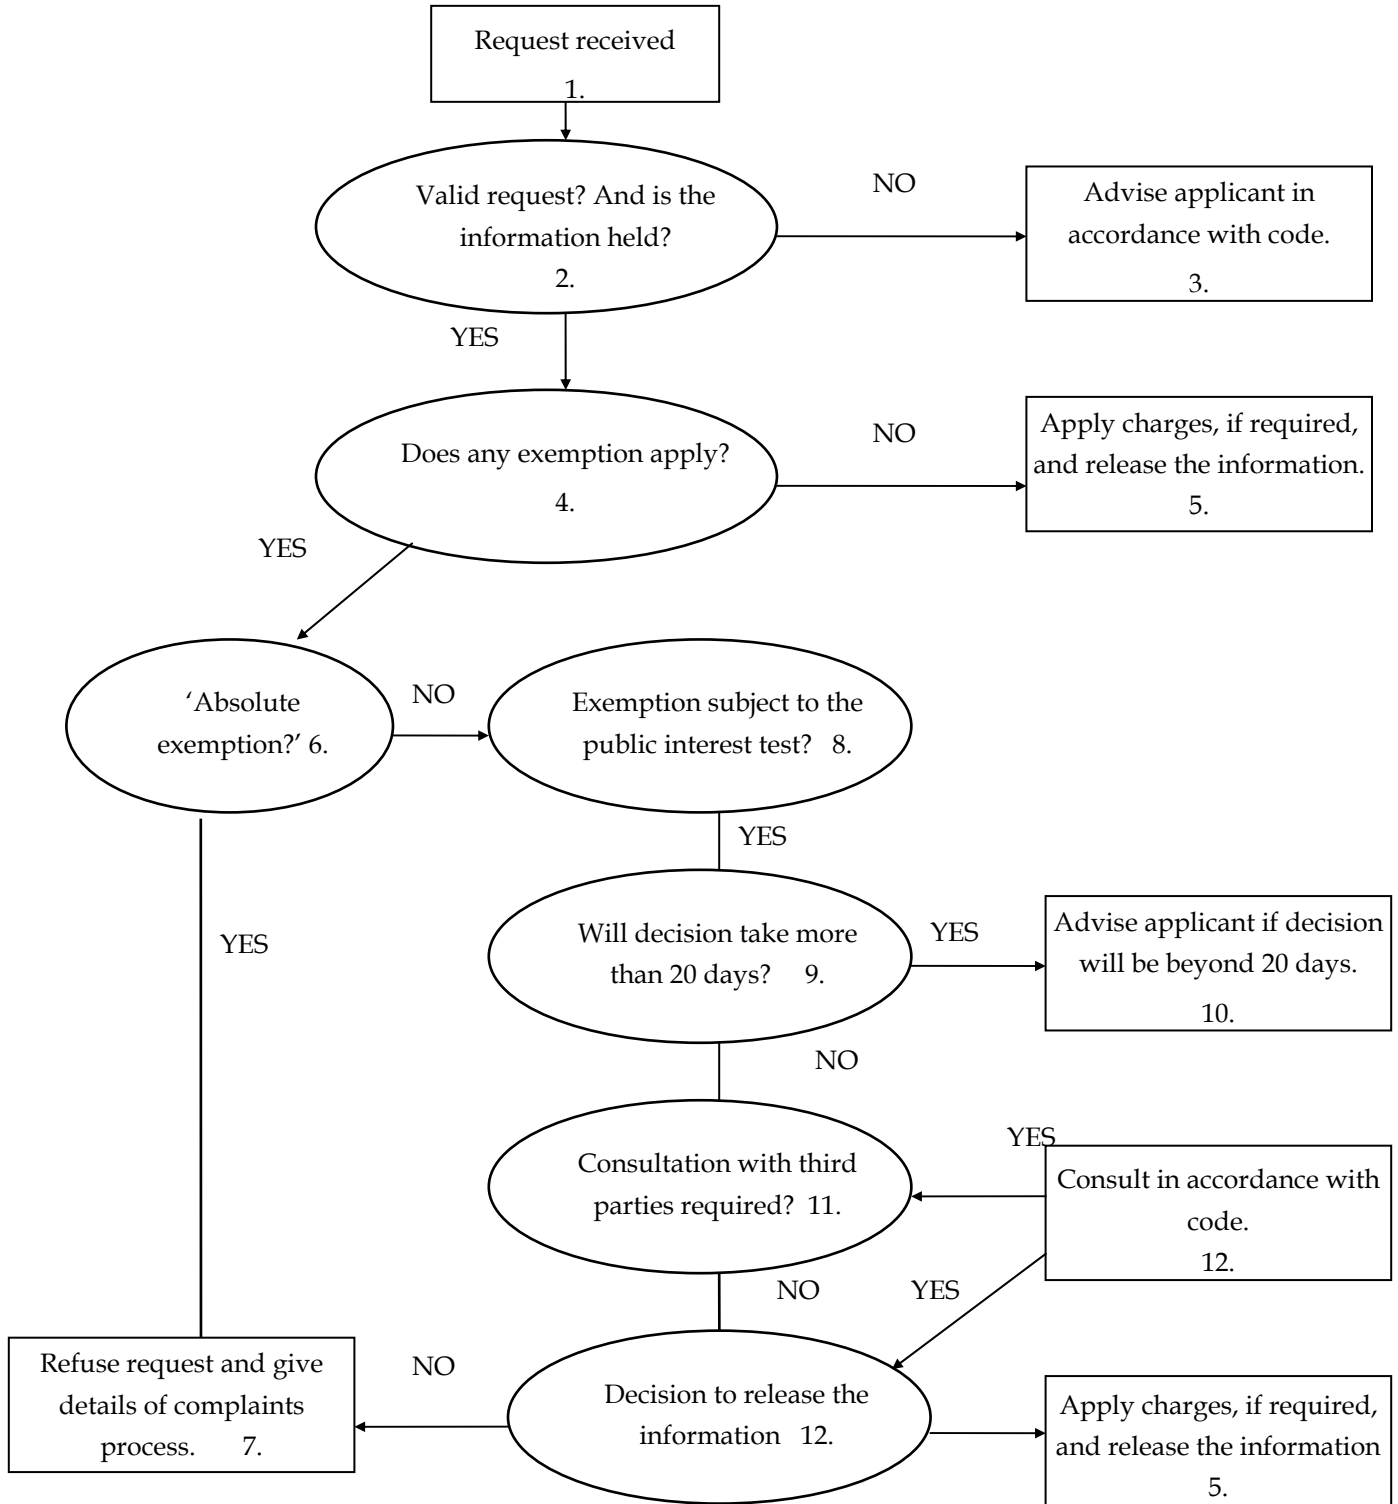 Request received
1.
Valid request? And is the
information held?
2.
NO
Advise applicant in
accordance with code.
3.
YES
Does any exemption apply?
4.
NO
Apply charges, if required,
and release the information.
5.
YES
‘Absolute
exemption?’ 6.
NO
Exemption subject to the
public interest test? 8.
YES
Will decision take more
than 20 days? 9.
YES
Advise applicant if decision
will be beyond 20 days.
10.
YES
NO
Consultation with third
parties required? 11.
YES
Consult in accordance with
code.
12.
NO
YES
Refuse request and give
details of complaints
process. 7.
NO
Decision to release the
information 12.
Apply charges, if required,
and release the information
5.